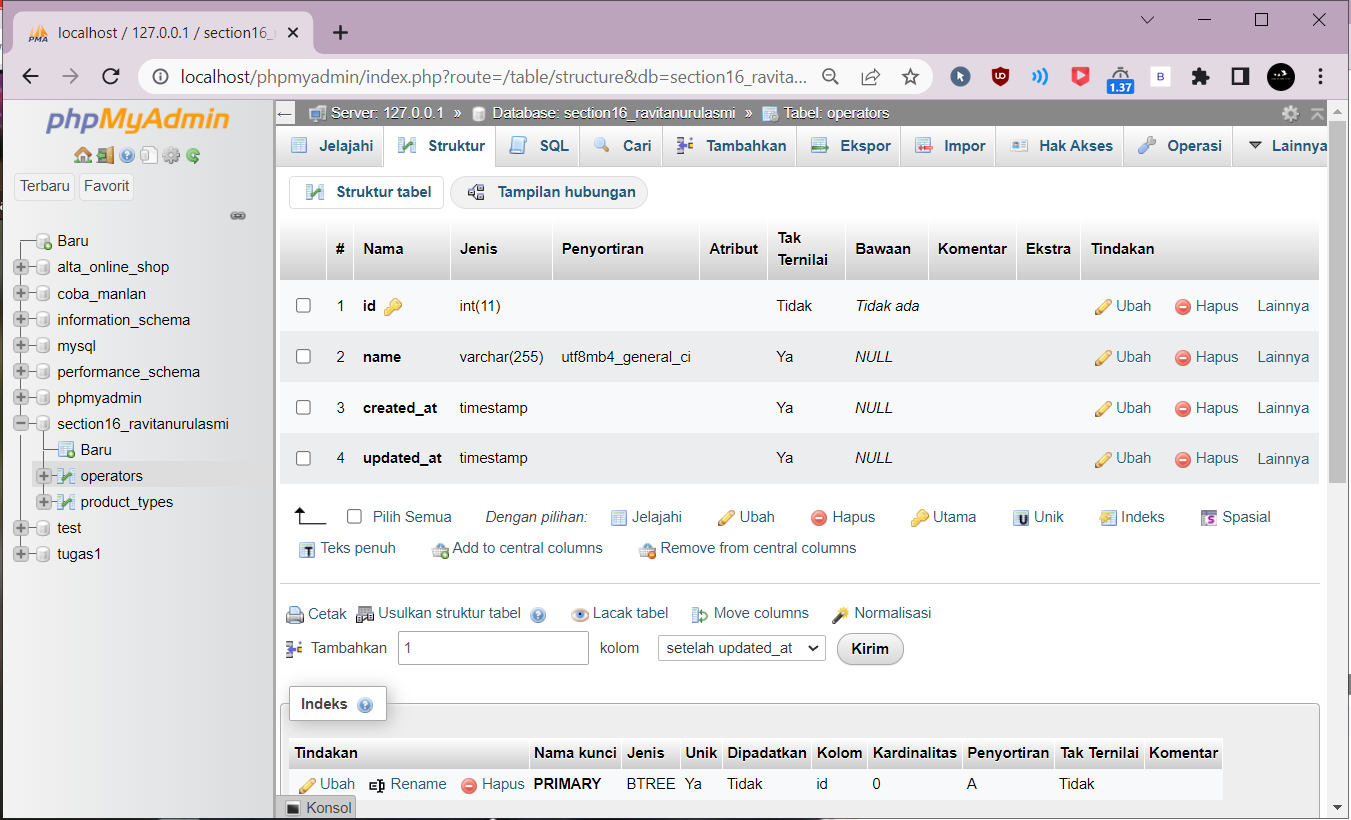 localhost / 127.0.0.1 / section16_
localhost/phpmyadmin/index.php?route=/table/structure&db=section16_ravita...
1.37
B
phpMyAdmin
Terbaru Favorit
Baru
alta_online_shop
coba_manlan
information_schema
mysql
performance_schema
phpmyadmin
section16_ravitanurulasmi
Baru
operators
product_types
test
tugas1
Server: 127.0.0.1 » Database: section16_ravitanurulasmi » Tabel: operators
Jelajahi Struktur SQL Cari Tambahkan Ekspor Impor Hak Akses Operasi Lainnya
Struktur tabel Tampilan hubungan
# Nama Jenis Penyortiran Atribut Tak Ternilai Bawaan Komentar Ekstra Tindakan
1 id int(11) Tidak Tidak ada Ubah Hapus Lainnya
2 name varchar(255) utf8mb4_general_ci Ya NULL Ubah Hapus Lainnya
3 created_at timestamp Ya NULL Ubah Hapus Lainnya
4 updated_at timestamp Ya NULL Ubah Hapus Lainnya
Pilih Semua Dengan pilihan: Jelajahi Ubah Hapus Utama Unik Indeks Spasial
Teks penuh Add to central columns Remove from central columns
Cetak Usulkan struktur tabel Lacak tabel Move columns Normalisasi
Tambahkan 1 kolom setelah updated_at Kirim
Indeks
Tindakan Nama kunci Jenis Unik Dipadatkan Kolom Kardinalitas Penyortiran Tak Ternilai Komentar
Ubah Rename Hapus PRIMARY BTREE Ya Tidak id 0 A Tidak
Konsol